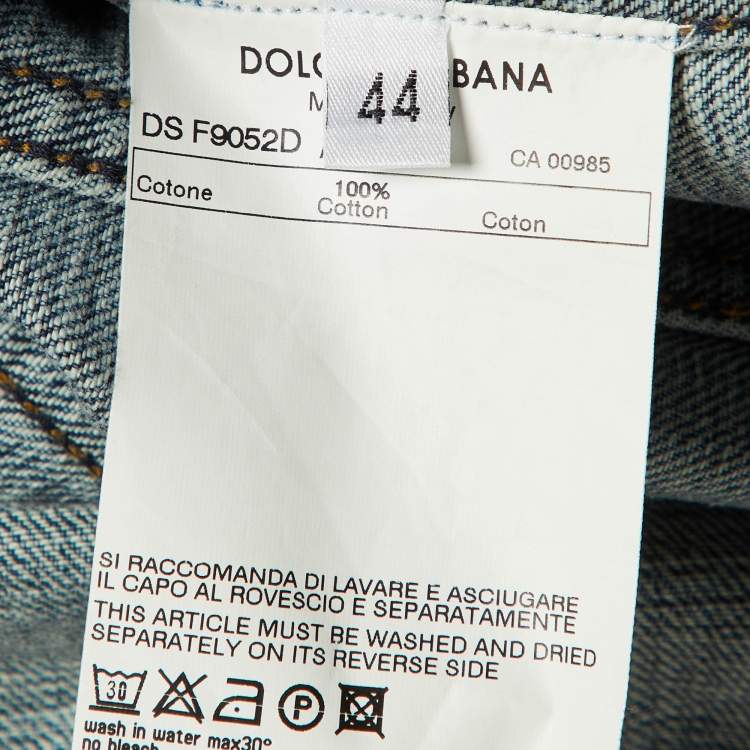 DOLC BANA
44
DS F9052D
CA 00985
100%
Cotone Cotton Coton
SI RACCOMANDA DI LAVARE E ASCIUGARE
IL CAPO AL ROVESCIO E SEPARATAMENTE
THIS ARTICLE MUST BE WASHED AND DRIED
SEPARATELY ON ITS REVERSE SIDE
30 P
wash in water max30°
no bleach